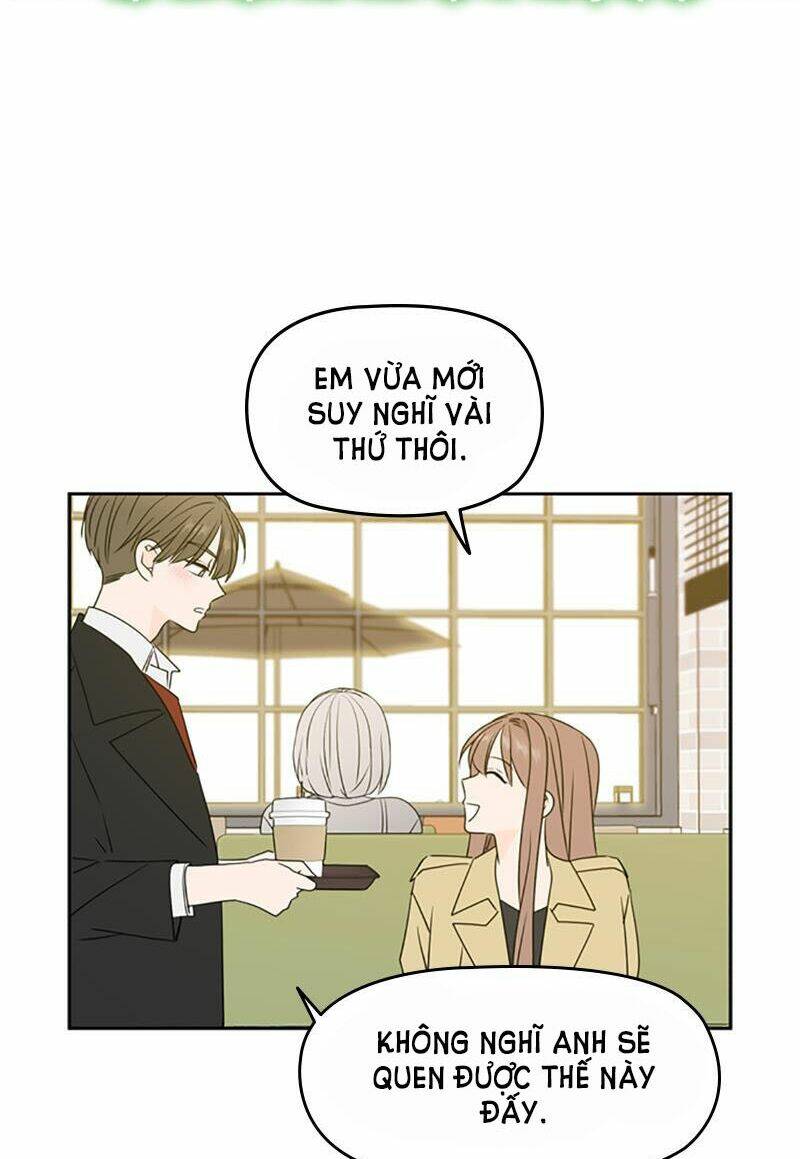 EM VỪA MỚI
SUY NGHĨ VÀI
THỨ THÔI.
KHÔNG NGHĨ ANH SẼ
QUEN ĐƯỢC THẾ NÀY
ĐẤY.